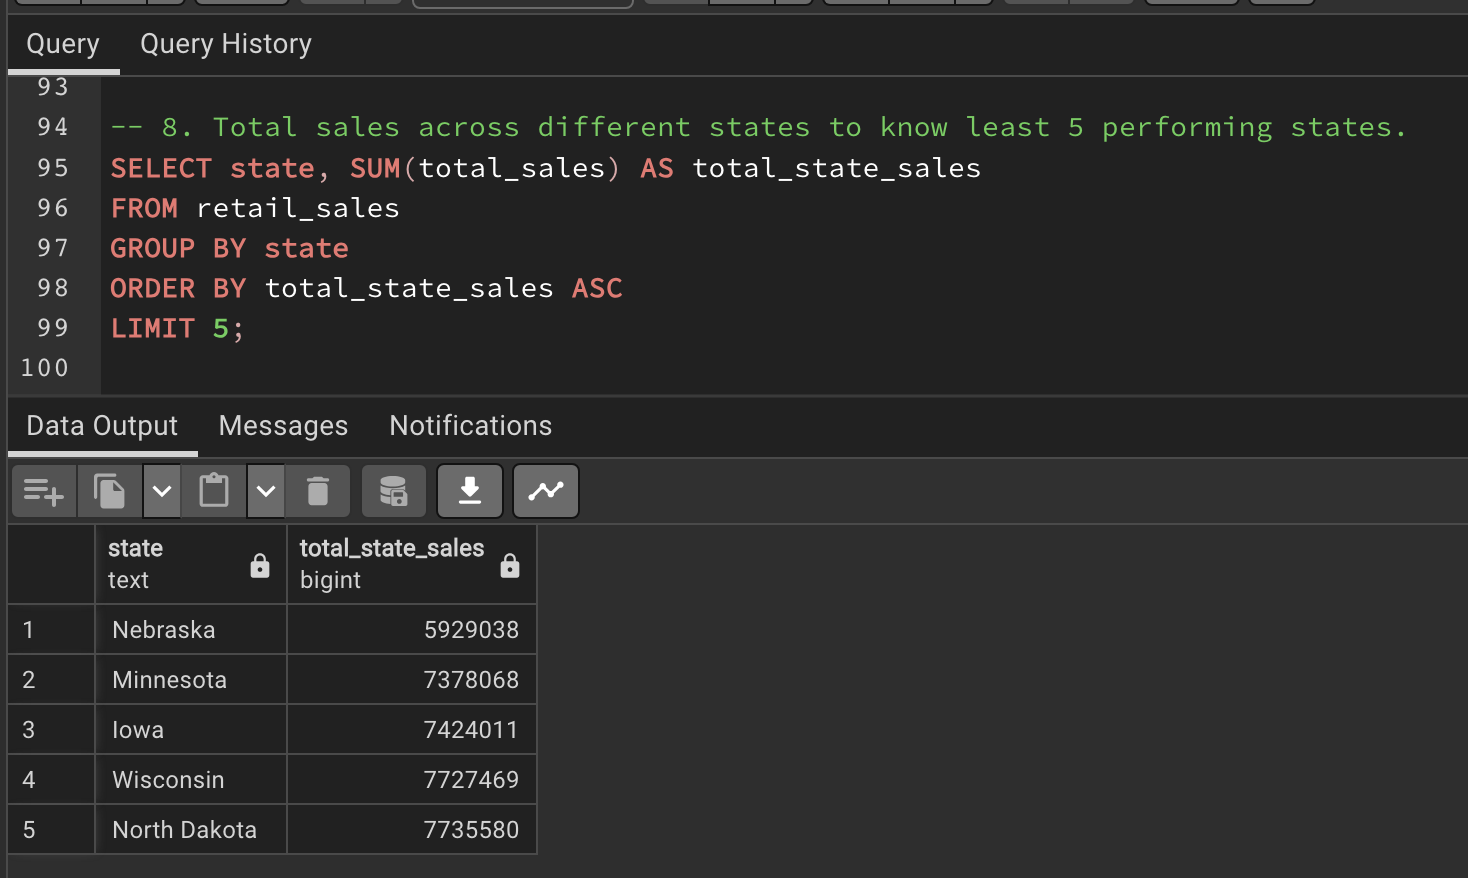 Query Query History
93
94 -- 8. Total sales across different states to know least 5 performing states.
95 SELECT state, SUM(total_sales) AS total_state_sales
96 FROM retail_sales
97 GROUP BY state
98 ORDER BY total_state_sales ASC
99 LIMIT 5;
100
Data Output Messages Notifications
state total_state_sales
text bigint
1 Nebraska 5929038
2 Minnesota 7378068
3 Iowa 7424011
4 Wisconsin 7727469
5 North Dakota 7735580